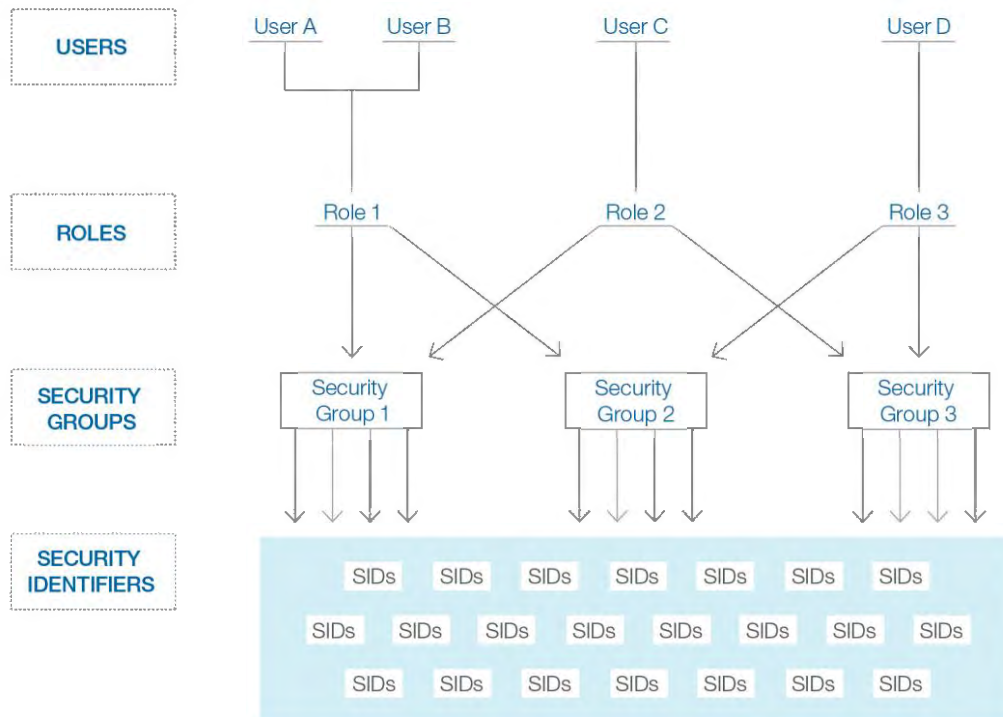 USERS
User A
User B
User C
User D
ROLES
Role 1
Role 2
Role 3
SECURITY
GROUPS
Security
Group 1
Security
Group 2
Security
Group 3
SECURITY
IDENTIFIERS
SIDs SIDs SIDs SIDs SIDs SIDs SIDs
SIDs SIDs SIDs SIDs SIDs SIDs SIDs SIDs
SIDs SIDs SIDs SIDs SIDs SIDs SIDs